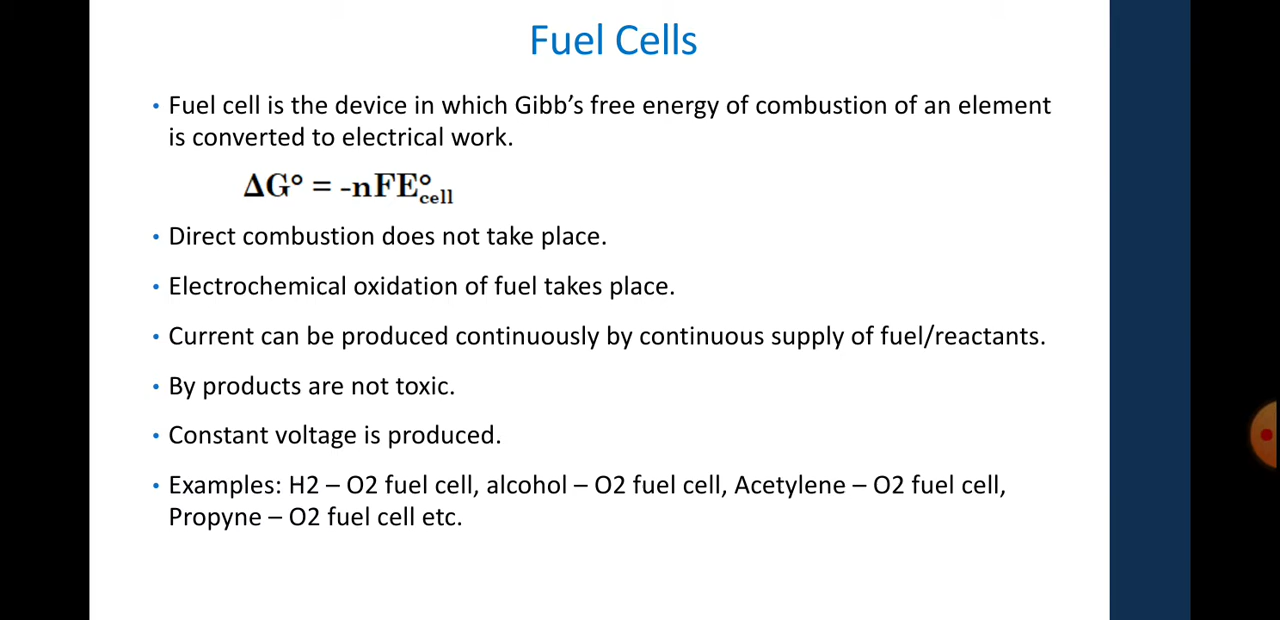 Fuel Cells
• Fuel cell is the device in which Gibb’s free energy of combustion of an element
is converted to electrical work.
ΔG° = -nFE°cell
• Direct combustion does not take place.
• Electrochemical oxidation of fuel takes place.
• Current can be produced continuously by continuous supply of fuel/reactants.
• By products are not toxic.
• Constant voltage is produced.
• Examples: H2 – O2 fuel cell, alcohol – O2 fuel cell, Acetylene – O2 fuel cell,
Propyne – O2 fuel cell etc.